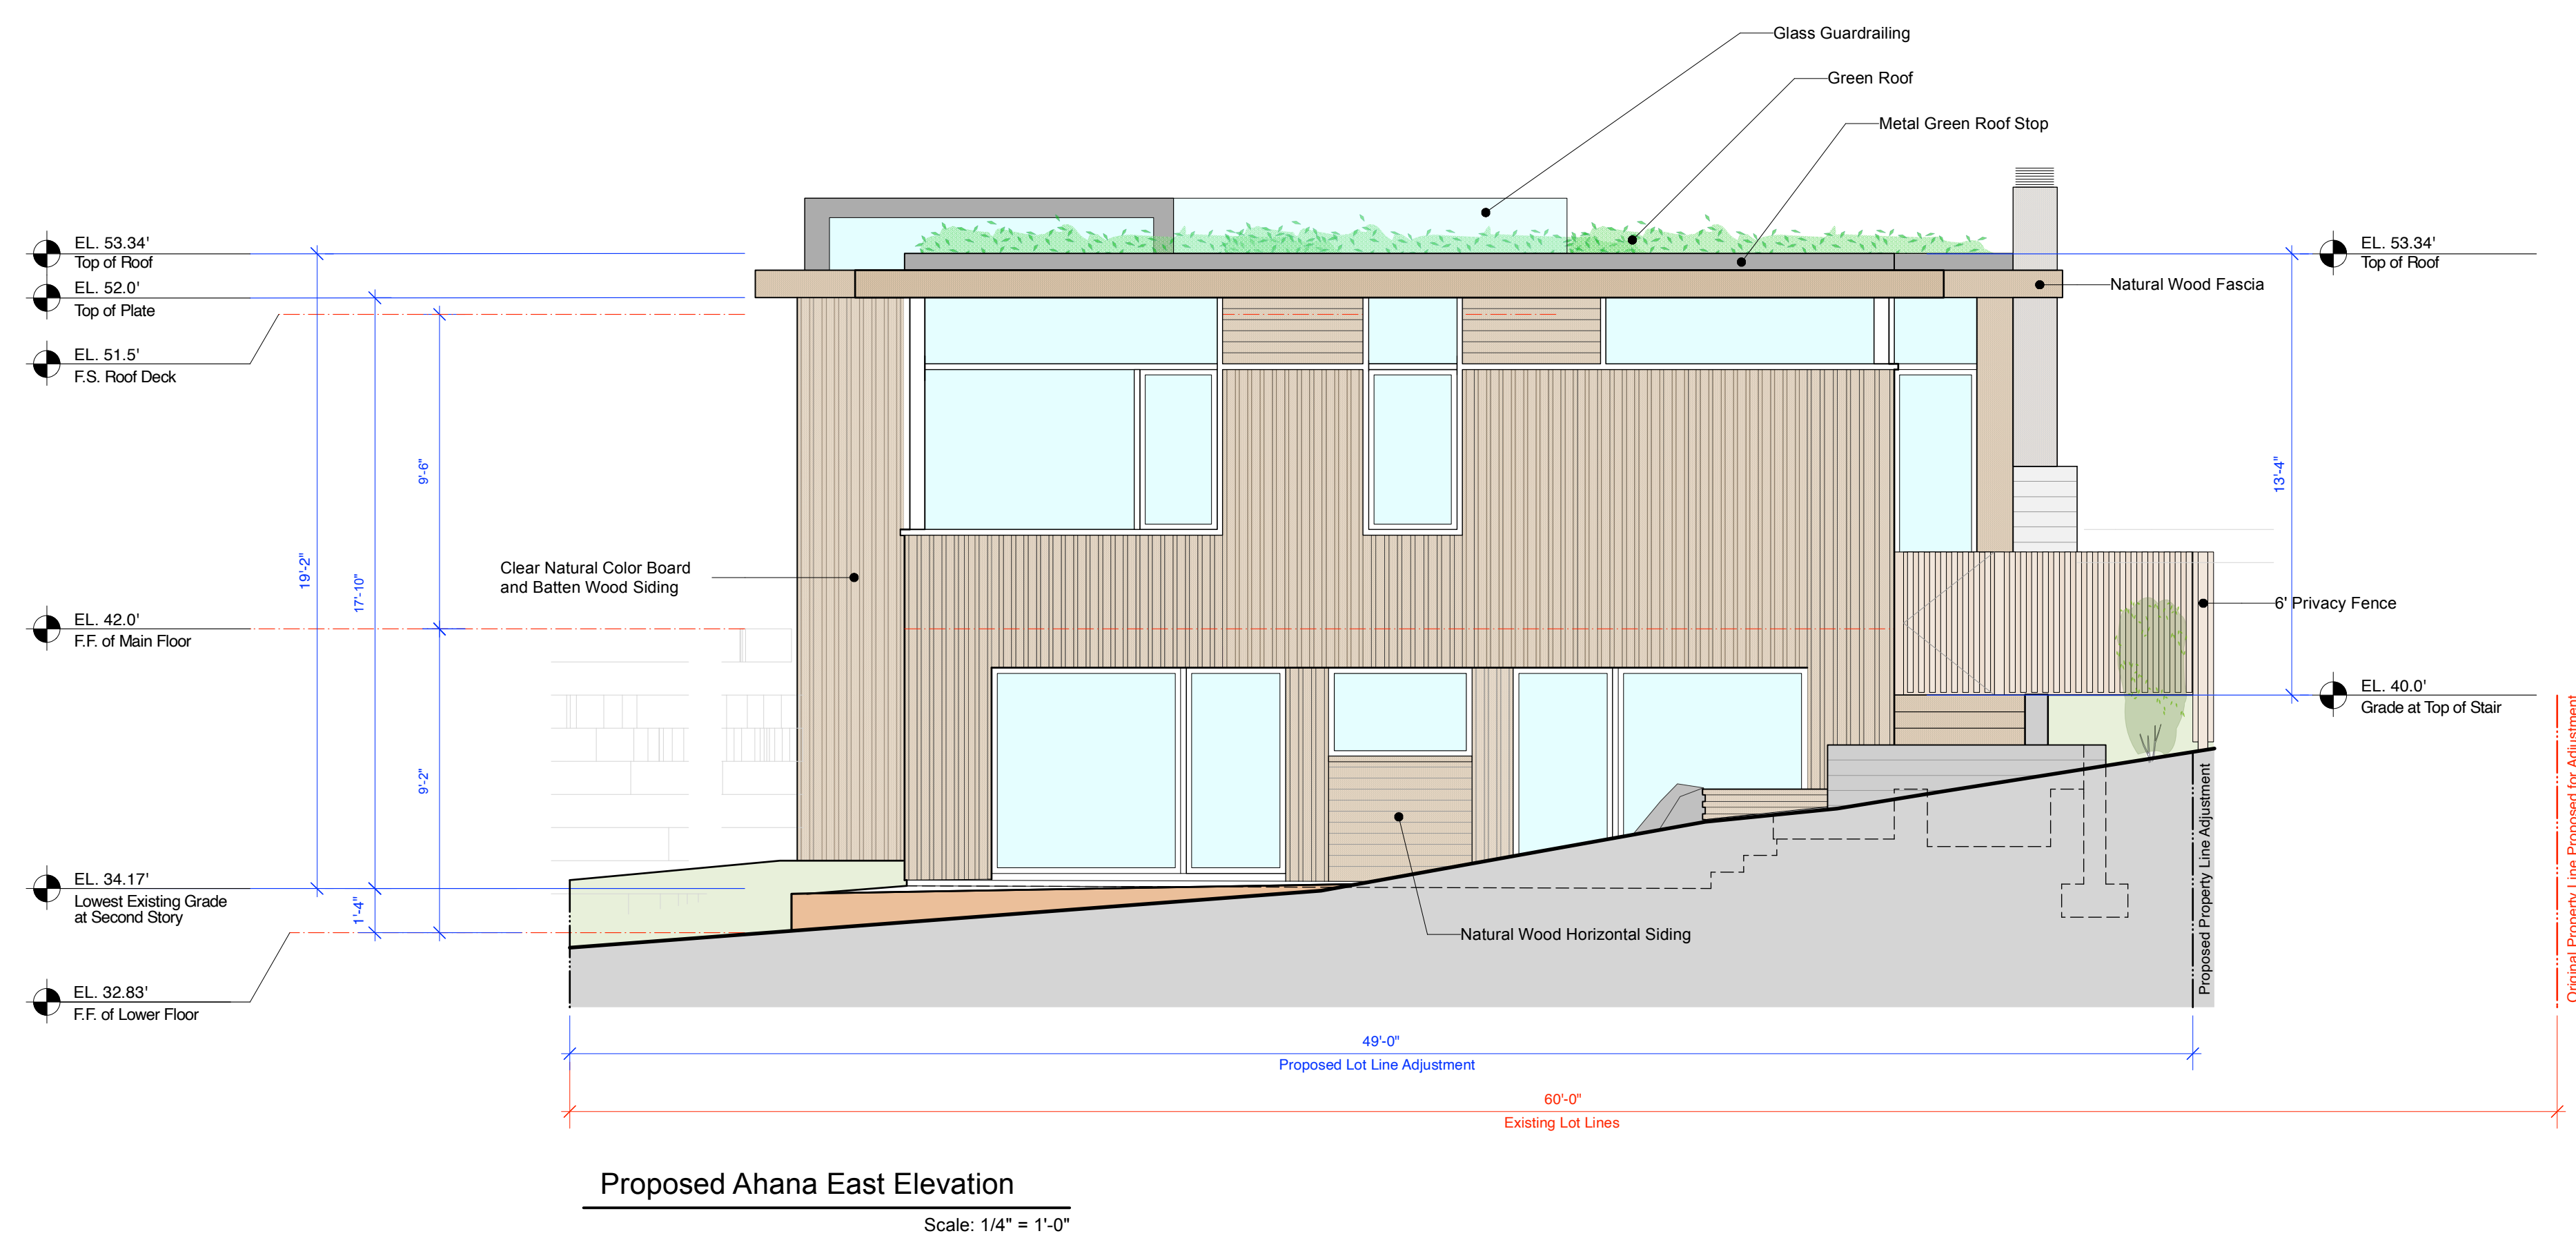 Glass Guardrailing
Green Roof
Metal Green Roof Stop
EL. 53.34'
Top of Roof
EL. 52.0'
Top of Plate
EL. 51.5'
F.S. Roof Deck
EL. 53.34'
Top of Roof
Natural Wood Fascia
9'-6"
13'-4"
19'-2"
17'-10"
Clear Natural Color Board
and Batten Wood Siding
6' Privacy Fence
EL. 42.0'
F.F. of Main Floor
EL. 40.0'
Grade at Top of Stair
9'-2"
EL. 34.17'
Lowest Existing Grade
at Second Story
1'-4"
Natural Wood Horizontal Siding
EL. 32.83'
F.F. of Lower Floor
Proposed Property Line Adjustment
Original Property Line Proposed for Adjustment
49'-0"
Proposed Lot Line Adjustment
60'-0"
Existing Lot Lines
Proposed Ahana East Elevation
Scale: 1/4" = 1'-0"